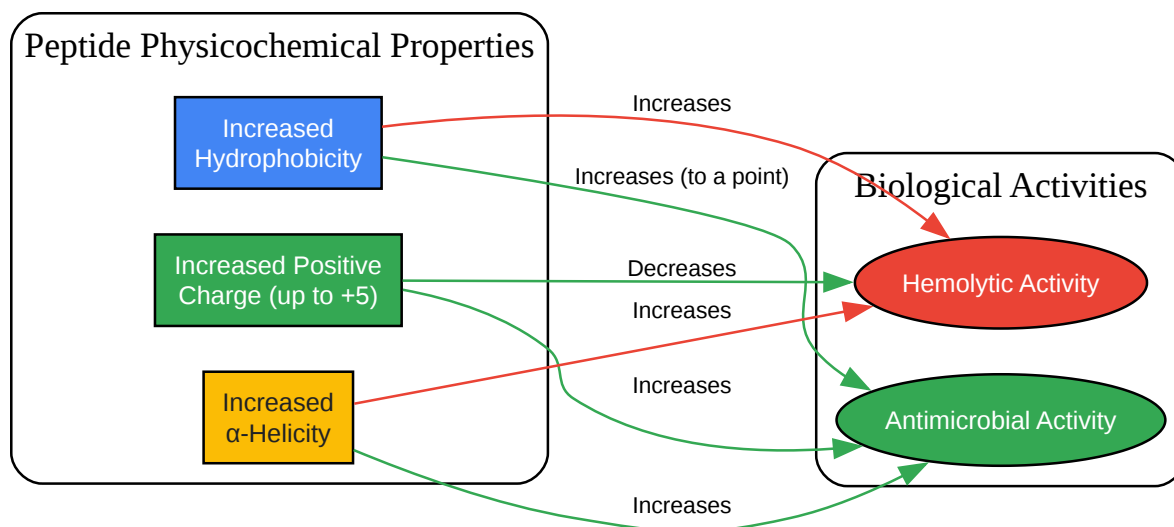 Peptide Physicochemical Properties
Increased
Hydrophobicity
Increased Positive
Charge (up to +5)
Increased
α-Helicity
Increases
Increases (to a point)
Decreases
Increases
Increases
Increases
Biological Activities
Hemolytic Activity
Antimicrobial Activity